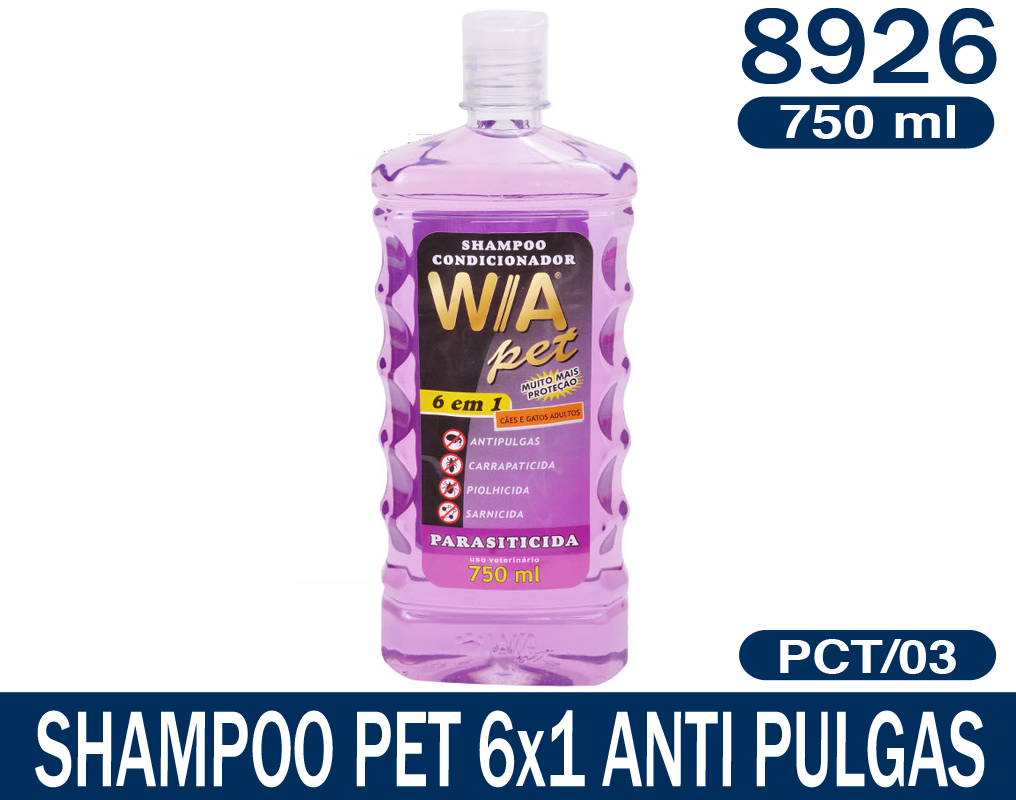 8926
750 ml
SHAMPOO
CONDICIONADOR
W//A®
pet
MUITO MAIS
PROTEÇÃO
6 em 1
CÃES E GATOS ADULTOS
ANTIPULGAS
CARRAPATICIDA
PIOLHICIDA
SARNICIDA
PARASITICIDA
uso veterinário
750 ml
W//A
pet
PCT/03
SHAMPOO PET 6x1 ANTI PULGAS